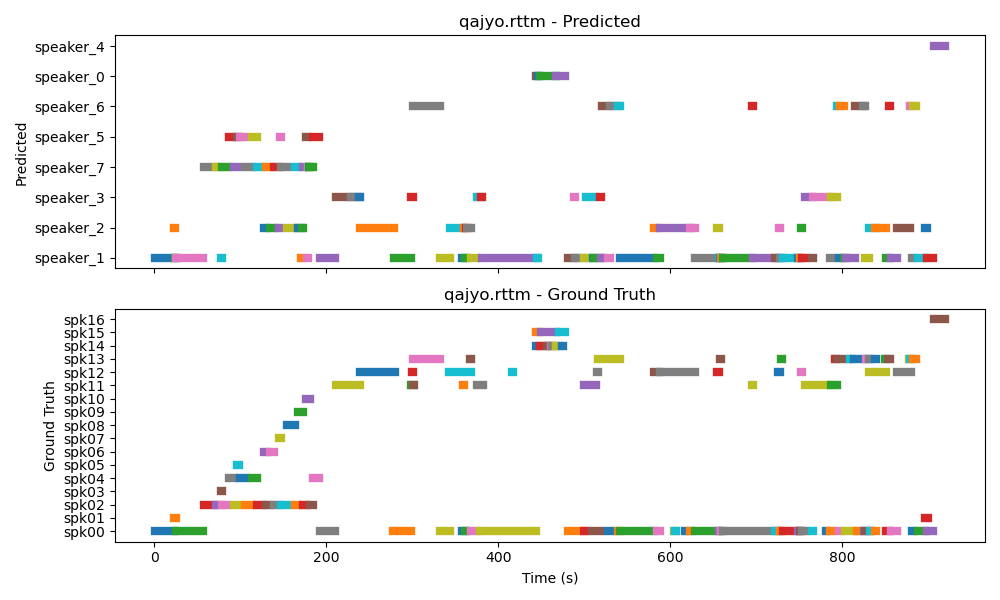 qajyo.rttm - Predicted
speaker_4
speaker_0
speaker_6
speaker_5
speaker_7
speaker_3
speaker_2
speaker_1
Predicted
qajyo.rttm - Ground Truth
spk16
spk15
spk14
spk13
spk12
spk11
spk10
spk09
spk08
spk07
spk06
spk05
spk04
spk03
spk02
spk01
spk00
Ground Truth
0 200 400 600 800
Time (s)